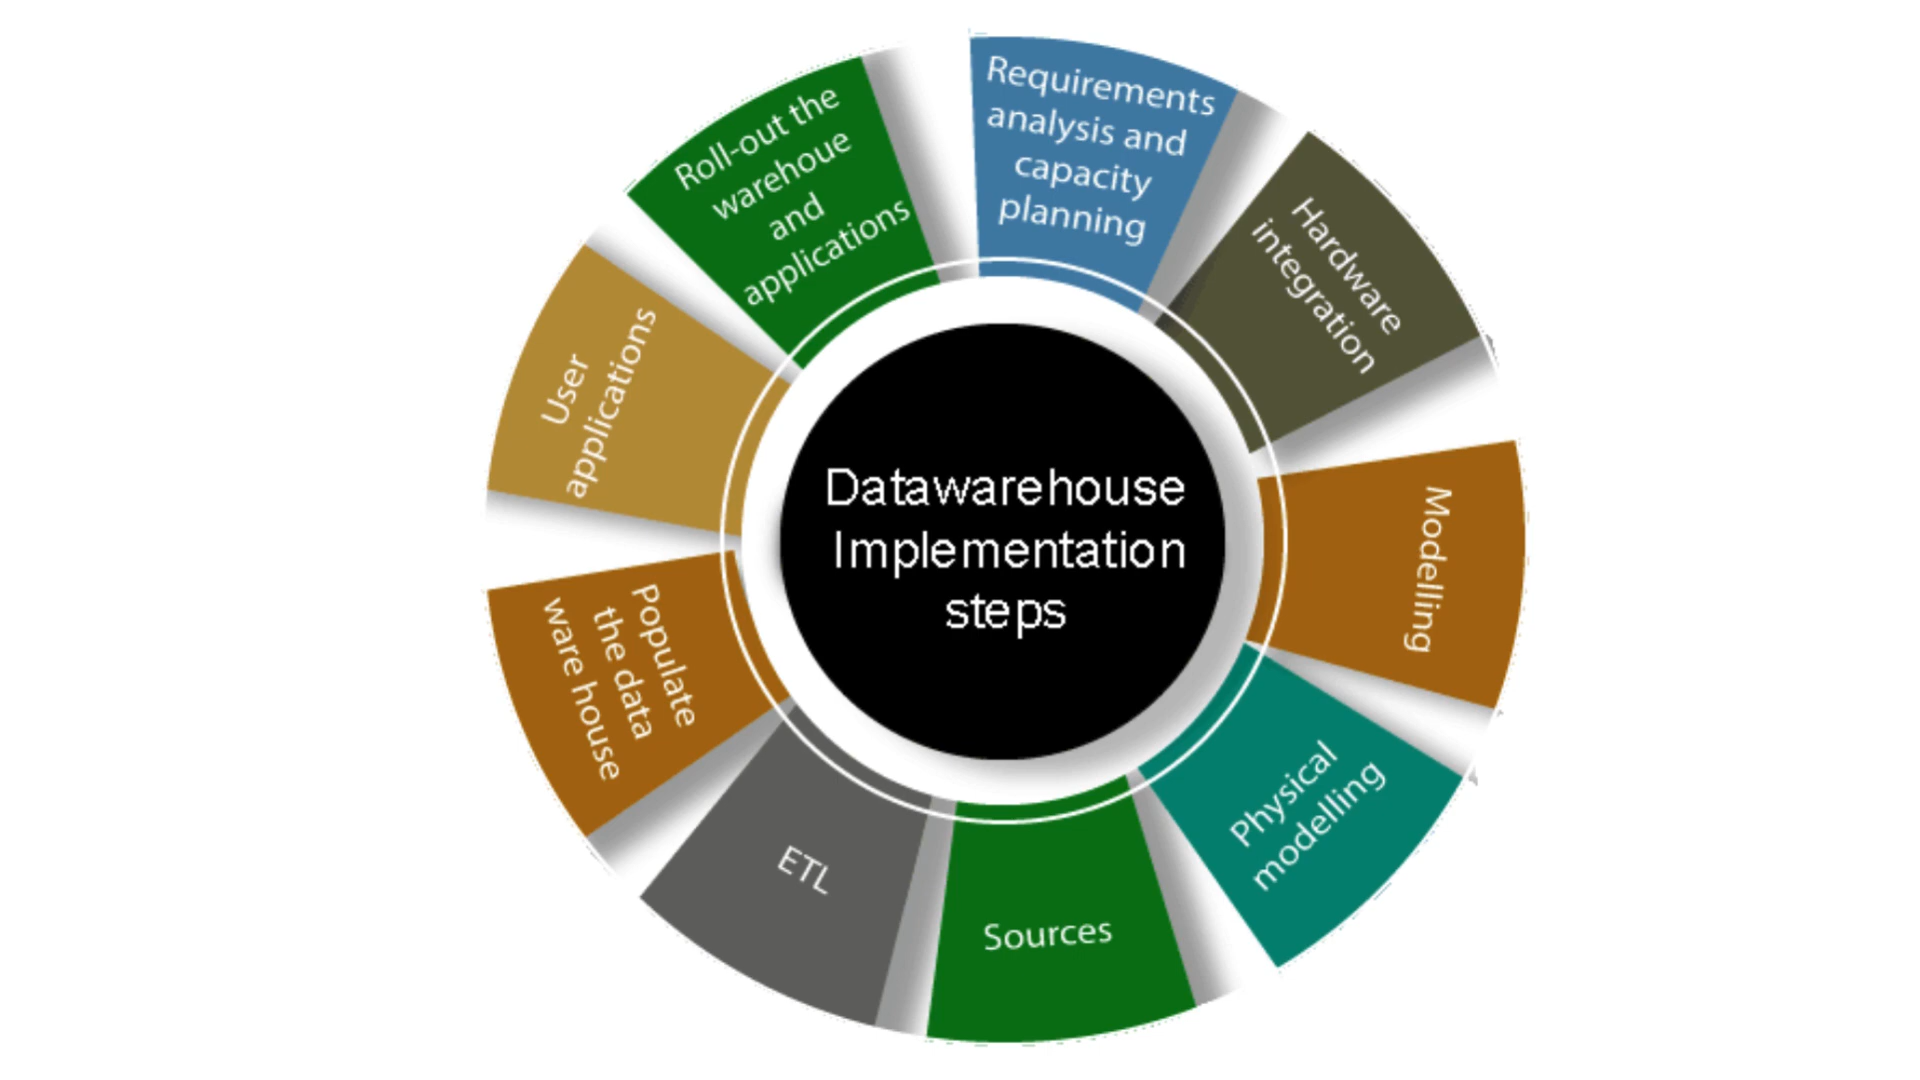 Datawarehouse
Implementation
steps
Requirements
analysis and
capacity
planning
Hardware
integration
Modelling
Physical
modelling
Sources
ETL
Populate
the data
ware house
User
applications
Roll-out the
warehoue
and
applications